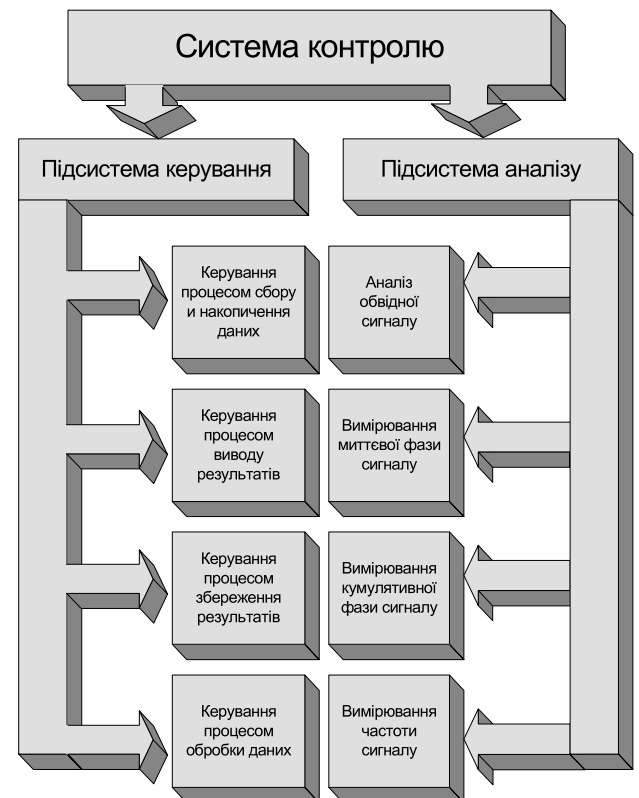 Система контролю
Підсистема керування
Підсистема аналізу
Керування
процесом сбору
и накопичення
даних
Аналіз
обвідної
сигналу
Керування
процесом
виводу
результатів
Вимірювання
миттєвої фази
сигналу
Керування
процесом
збереження
результатів
Вимірювання
кумулятивної
фази сигналу
Керування
процесом
обробки даних
Вимірювання
частоти
сигналу